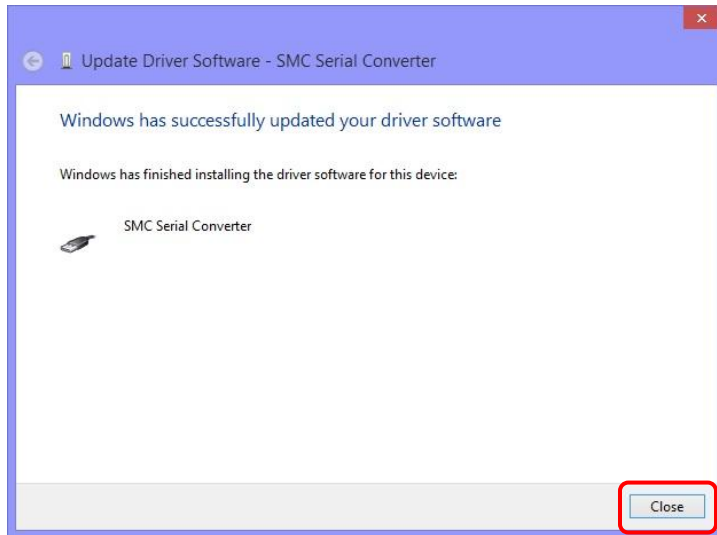 Update Driver Software - SMC Serial Converter
Windows has successfully updated your driver software
Windows has finished installing the driver software for this device:
SMC Serial Converter
Close